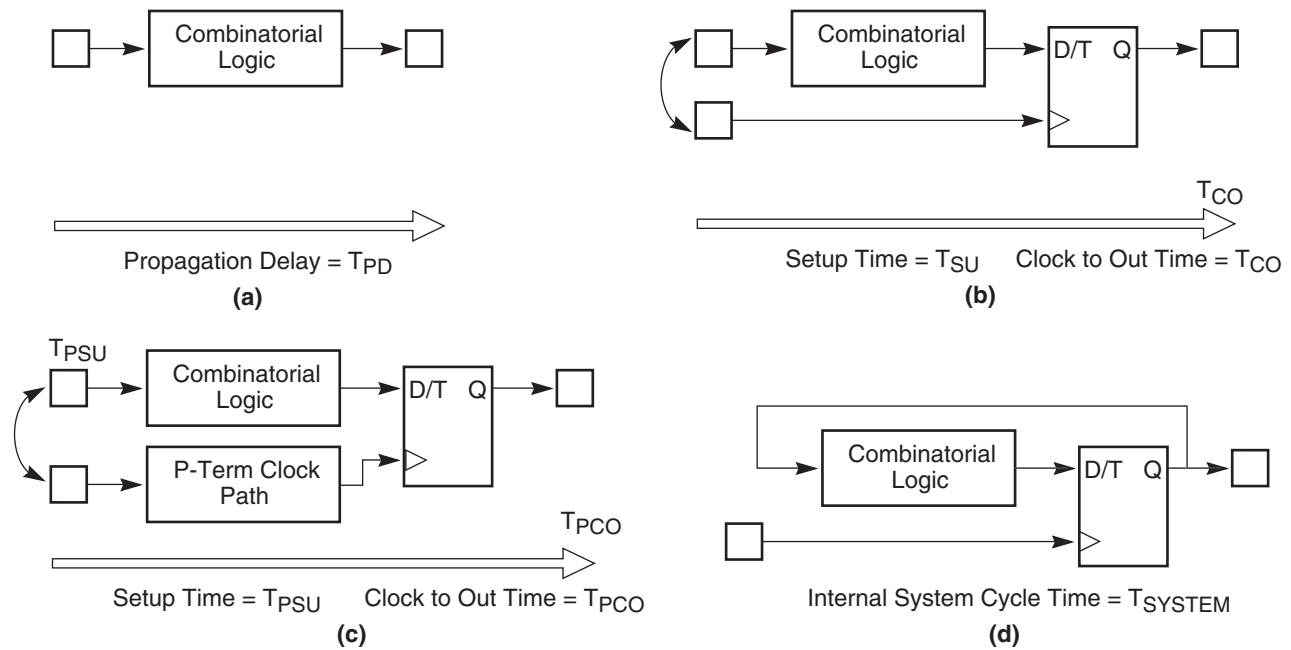 Combinatorial
Logic
Propagation Delay = TPD
(a)
Combinatorial
Logic
D/T Q
TCO
Setup Time = TSU Clock to Out Time = TCO
(b)
TPSU
Combinatorial
Logic
D/T Q
P-Term Clock
Path
TPCO
Setup Time = TPSU Clock to Out Time = TPCO
(c)
Combinatorial
Logic
D/T Q
Internal System Cycle Time = TSYSTEM
(d)